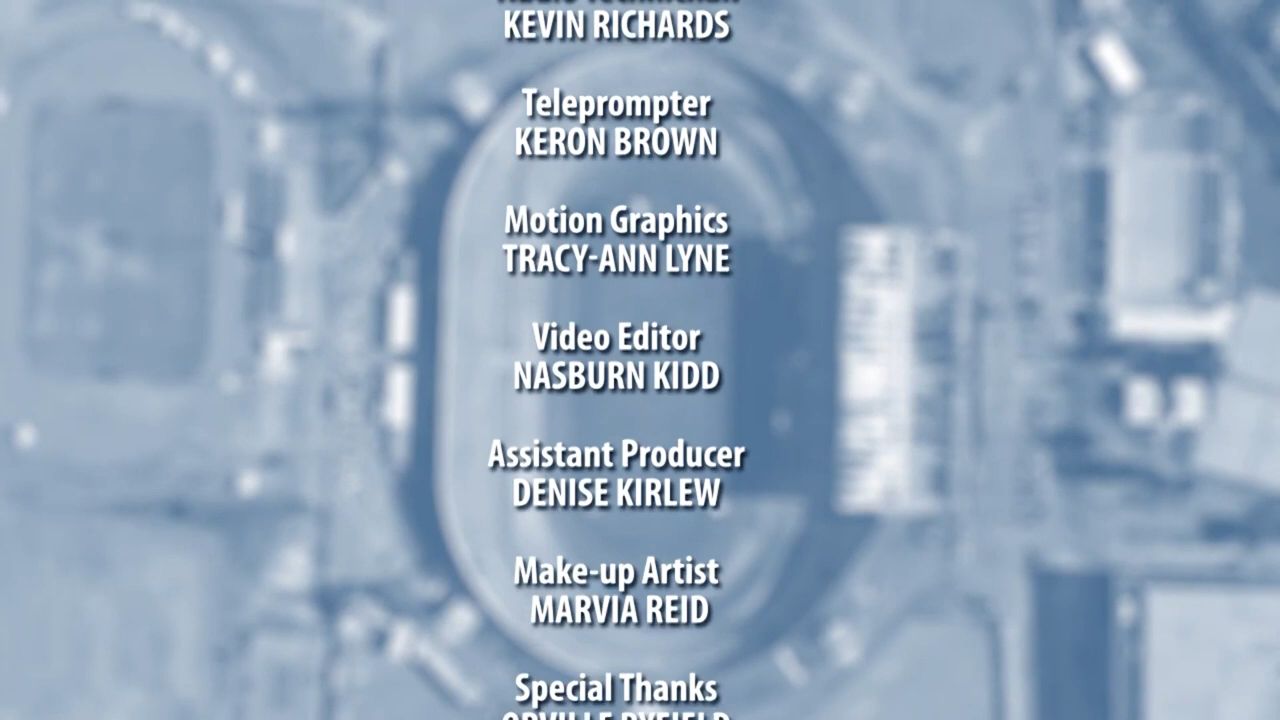 KEVIN RICHARDS
Teleprompter
KERON BROWN
Motion Graphics
TRACY-ANN LYNE
Video Editor
NASBURN KIDD
Assistant Producer
DENISE KIRLEW
Make-up Artist
MARVIA REID
Special Thanks